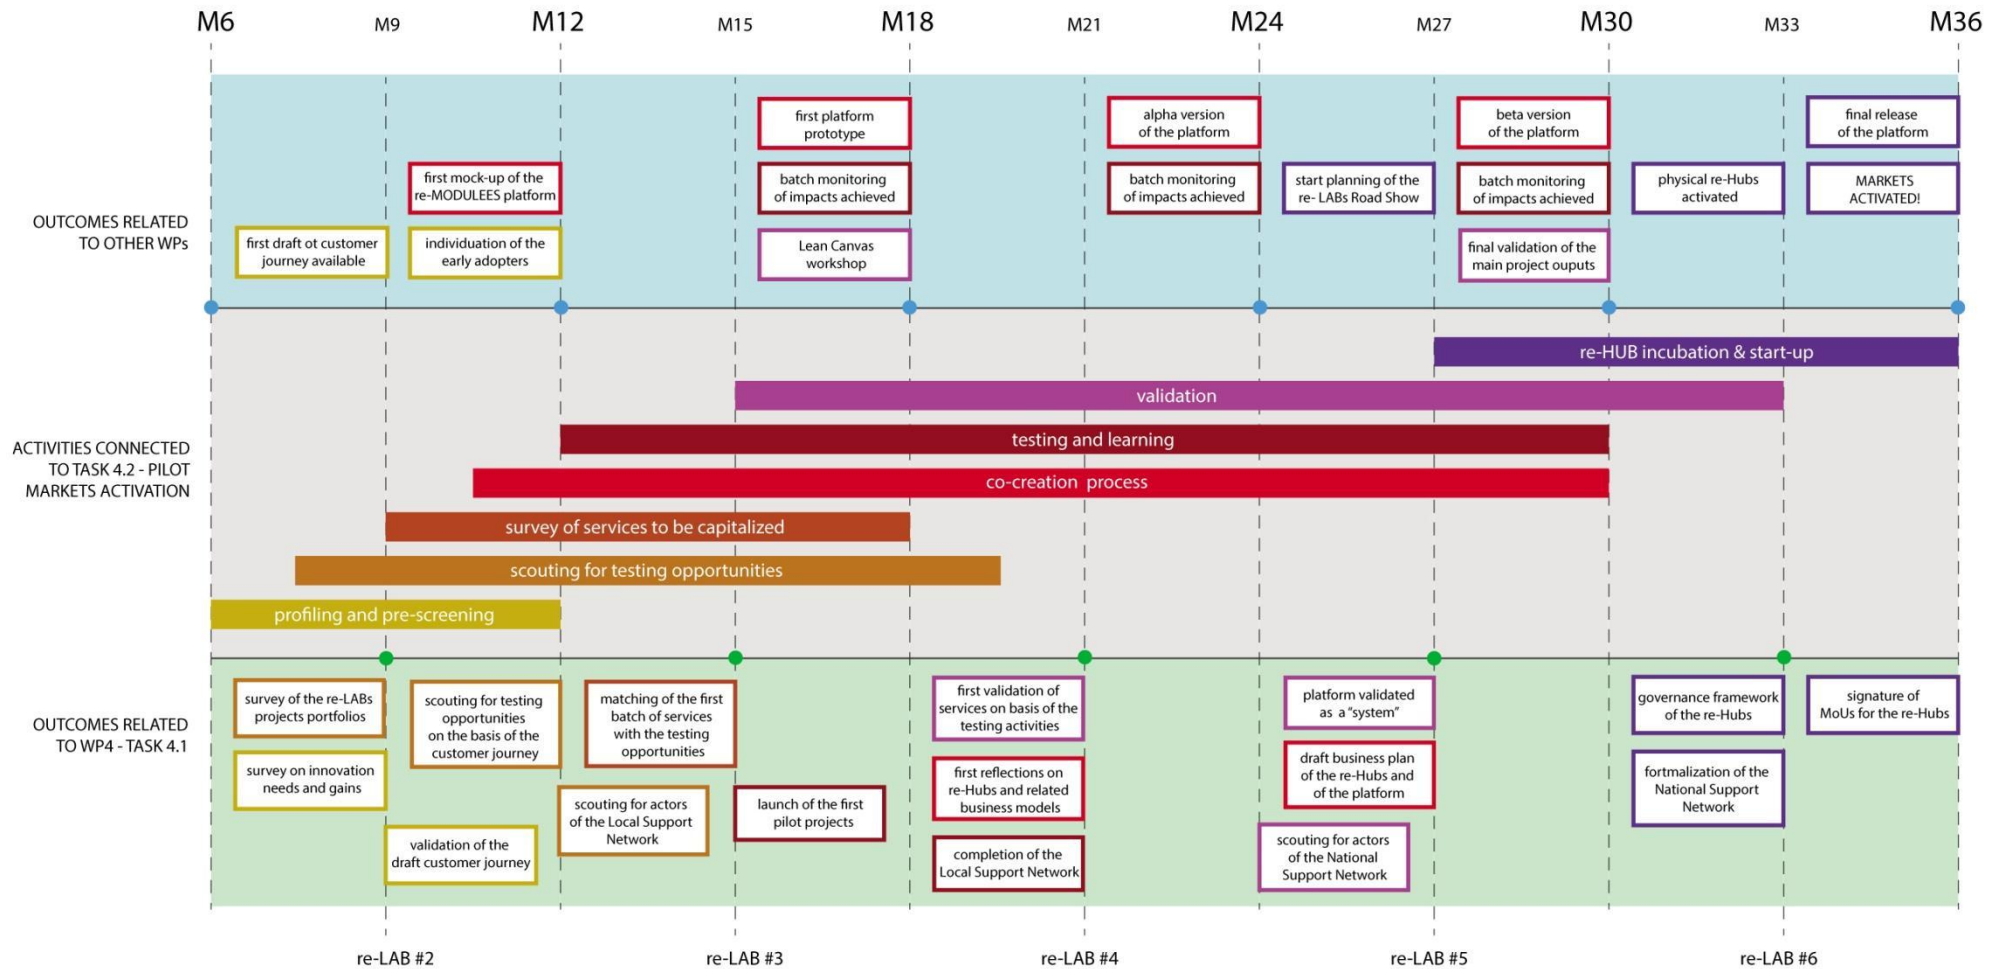 M6 M9 M12 M15 M18 M21 M24 M27 M30 M33 M36
OUTCOMES RELATED
TO OTHER WPs
first draft ot customer
journey available
first mock-up of the
re-MODULEES platform
individuation of the
early adopters
first platform
prototype
batch monitoring
of impacts achieved
Lean Canvas
workshop
alpha version
of the platform
batch monitoring
of impacts achieved
start planning of the
re- LABs Road Show
beta version
of the platform
batch monitoring
of impacts achieved
final validation of the
main project ouputs
physical re-Hubs
activated
final release
of the platform
MARKETS
ACTIVATED!
ACTIVITIES CONNECTED
TO TASK 4.2 - PILOT
MARKETS ACTIVATION
re-HUB incubation & start-up
validation
testing and learning
co-creation process
survey of services to be capitalized
scouting for testing opportunities
profiling and pre-screening
OUTCOMES RELATED
TO WP4 - TASK 4.1
survey of the re-LABs
projects portfolios
survey on innovation
needs and gains
scouting for testing
opportunities
on the basis of the
customer journey
validation of the
draft customer journey
matching of the first
batch of services
with the testing
opportunities
scouting for actors
of the Local Support
Network
launch of the first
pilot projects
first validation of
services on basis of the
testing activities
first reflections on
re-Hubs and related
business models
completion of the
Local Support Network
platform validated
as a "system"
draft business plan
of the re-Hubs and
of the platform
scouting for actors
of the National
Support Network
governance framework
of the re-Hubs
fortmalization of the
National Support
Network
signature of
MoUs for the re-Hubs
re-LAB #2 re-LAB #3 re-LAB #4 re-LAB #5 re-LAB #6